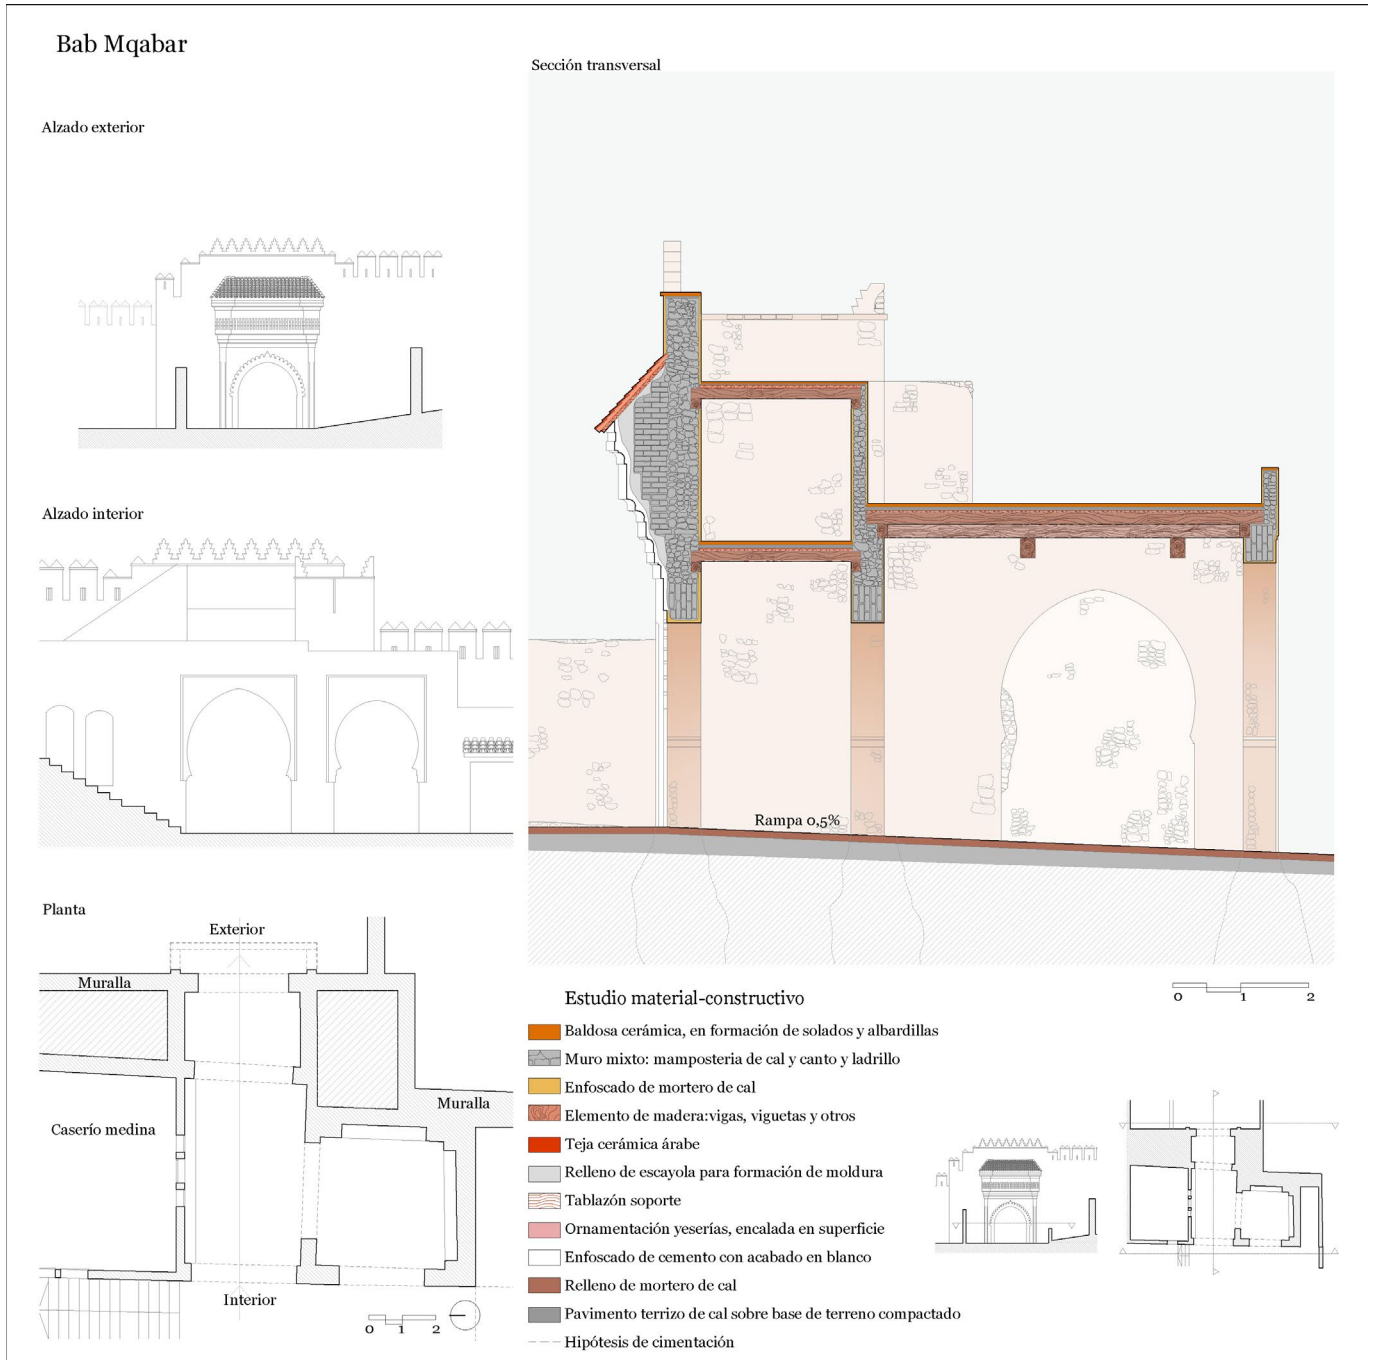 Bab Mqabar
Sección transversal
Alzado exterior
Alzado interior
Rampa 0,5%
Planta
Exterior
Muralla
Muralla
Caserío medina
Interior
0 1 2
0 1 2
Estudio material-constructivo
Baldosa cerámica, en formación de solados y albardillas
Muro mixto: mamposteria de cal y canto y ladrillo
Enfoscado de mortero de cal
Elemento de madera:vigas, viguetas y otros
Teja cerámica árabe
Relleno de escayola para formación de moldura
Tablazón soporte
Ornamentación yeserías, encalada en superficie
Enfoscado de cemento con acabado en blanco
Relleno de mortero de cal
Pavimento terrizo de cal sobre base de terreno compactado
Hipótesis de cimentación